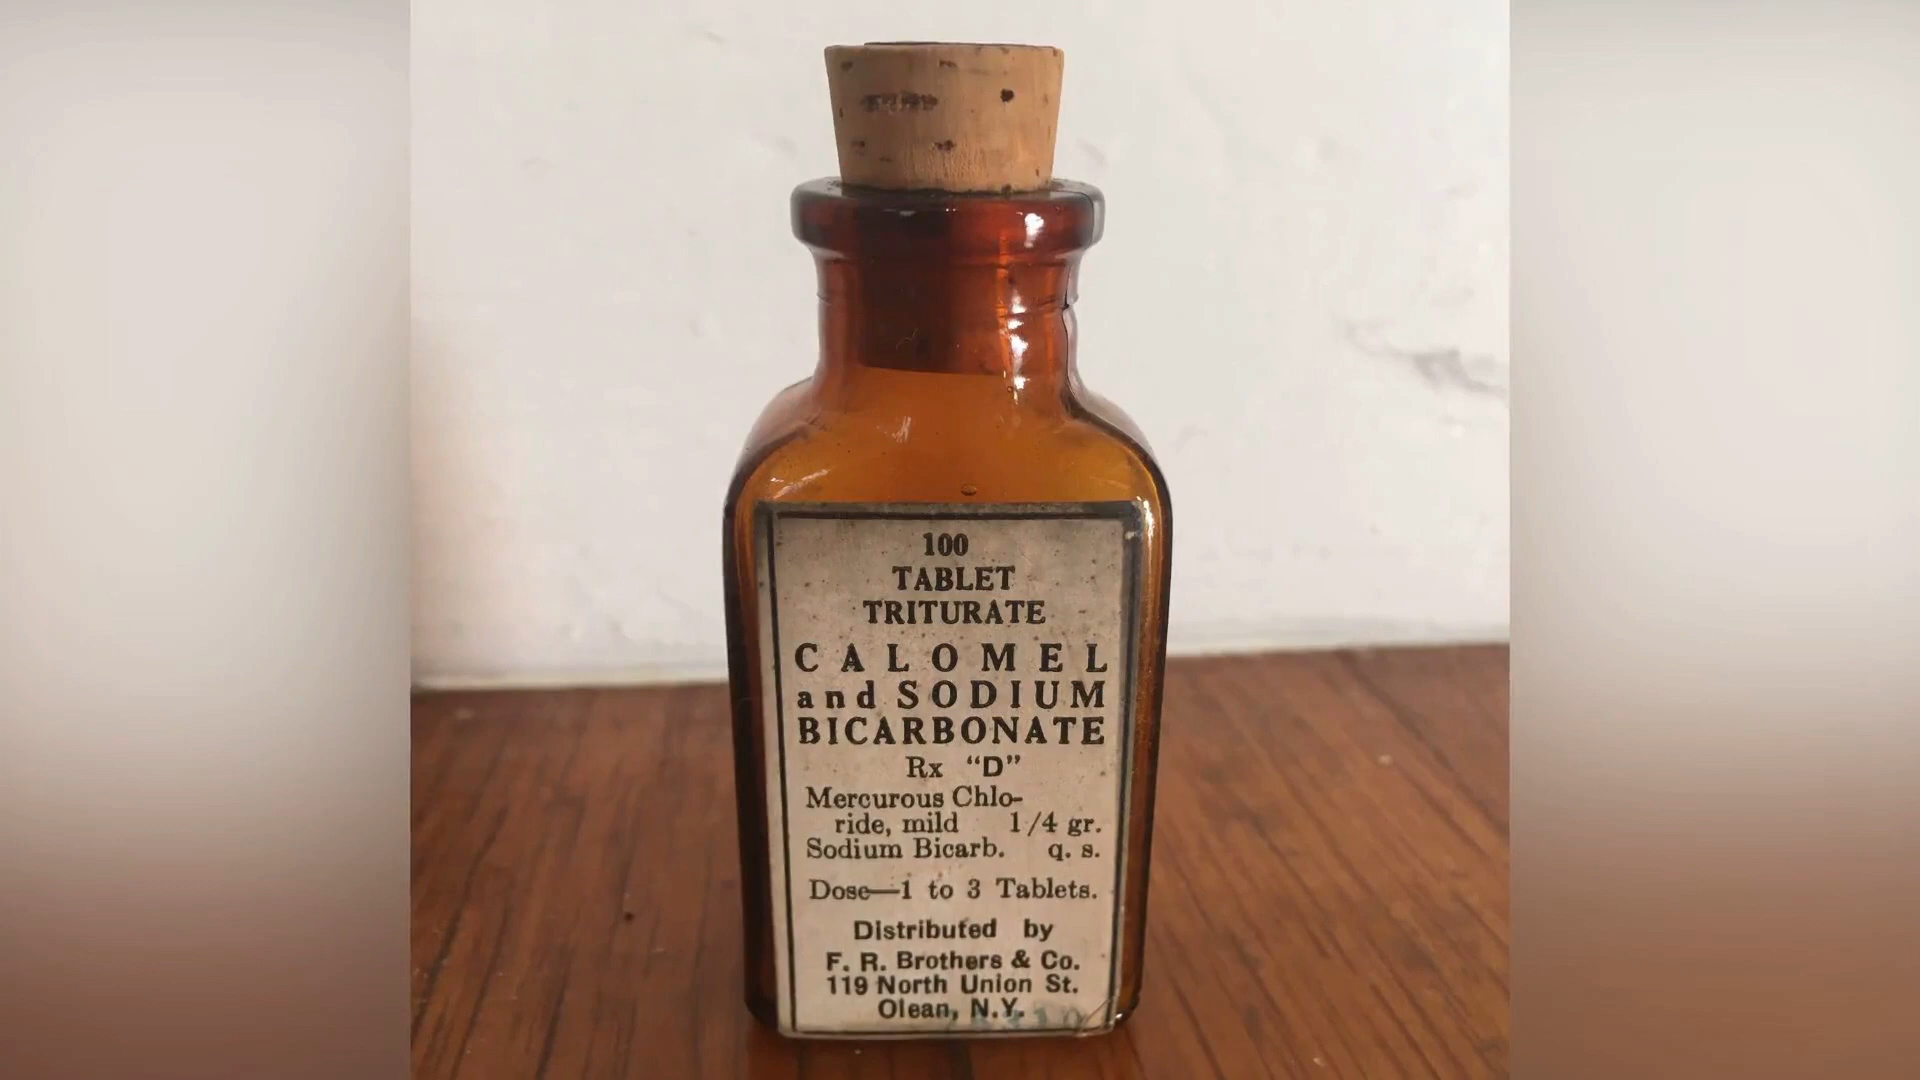 100
TABLET
TRITURATE
CALOMEL
and SODIUM
BICARBONATE
Rx "D"
Mercurous Chlo-
ride, mild 1/4 gr.
Sodium Bicarb. q. s.
Dose—1 to 3 Tablets.
Distributed by
F. R. Brothers & Co.
119 North Union St.
Olean, N.Y.